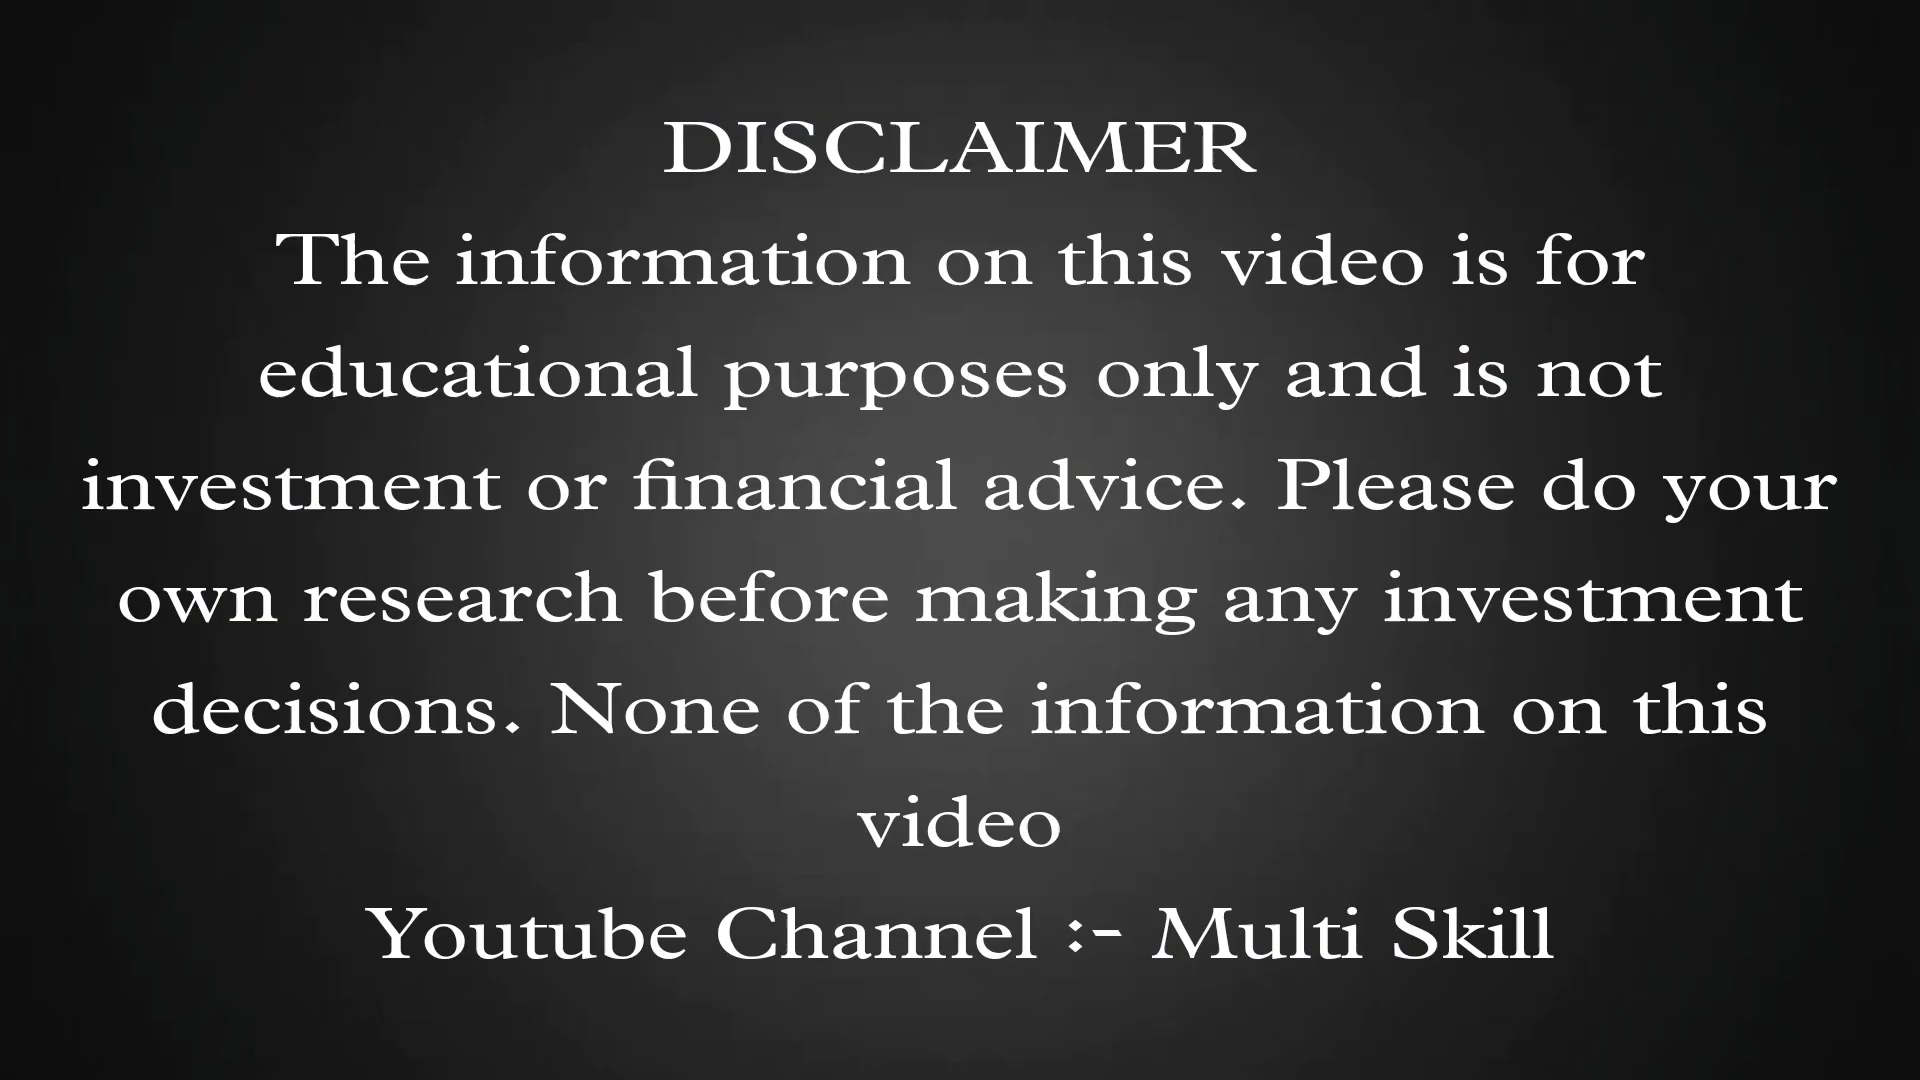 DISCLAIMER
The information on this video is for
educational purposes only and is not
investment or financial advice. Please do your
own research before making any investment
decisions. None of the information on this
video
Youtube Channel :- Multi Skill